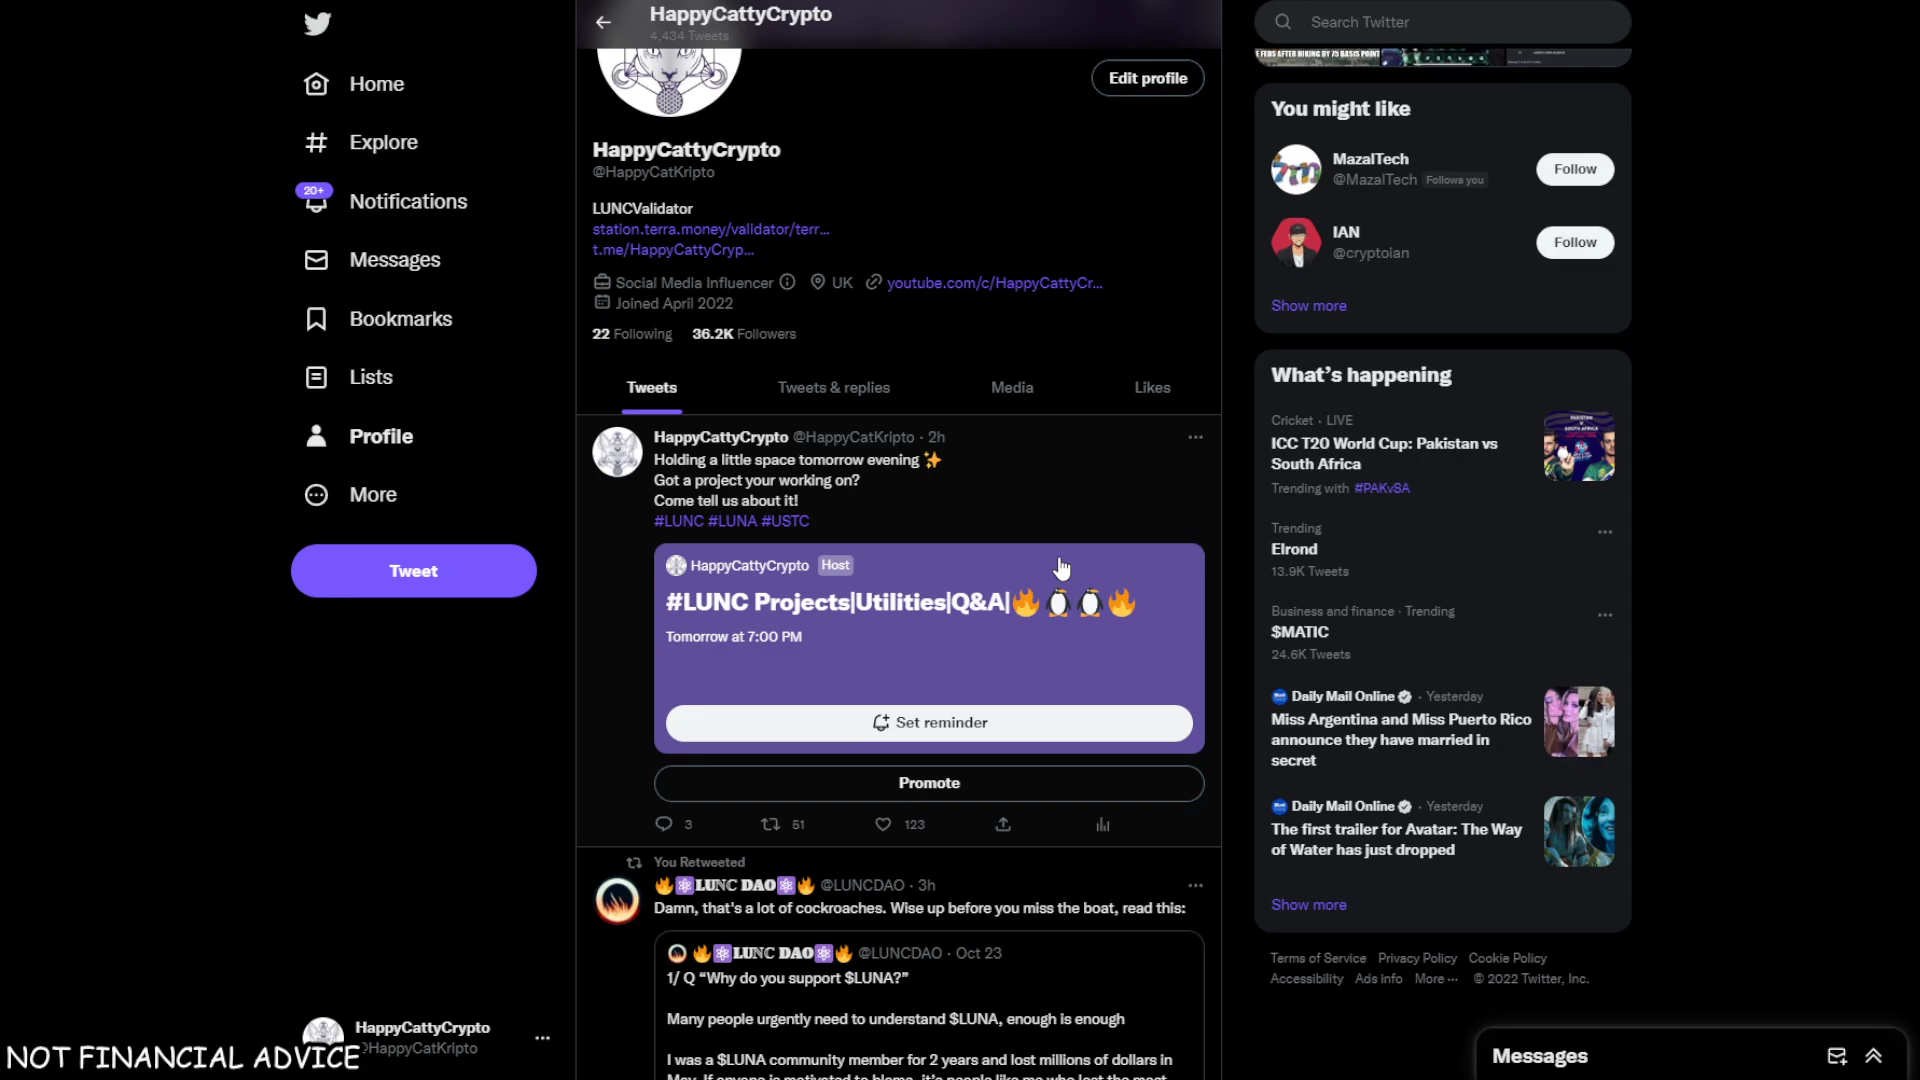 Home
Explore
20+
Notifications
Messages
Bookmarks
Lists
Profile
More
Tweet
HappyCattyCrypto
@HappyCatKripto
NOT FINANCIAL ADVICE
HappyCattyCrypto
4,434 Tweets
Edit profile
HappyCattyCrypto
@HappyCatKripto
LUNCValidator
station.terra.money/validator/terr...
t.me/HappyCattyCryp...
Social Media Influencer UK youtube.com/c/HappyCattyCr...
Joined April 2022
22 Following 36.2K Followers
Tweets Tweets & replies Media Likes
HappyCattyCrypto @HappyCatKripto · 2h
Holding a little space tomorrow evening ✨
Got a project your working on?
Come tell us about it!
#LUNC #LUNA #USTC
HappyCattyCrypto Host
#LUNC Projects|Utilities|Q&A|🔥🐧🐧🔥
Tomorrow at 7:00 PM
Set reminder
Promote
3 51 123
You Retweeted
🔥⚛LUNC DAO⚛🔥 @LUNCDAO · 3h
Damn, that's a lot of cockroaches. Wise up before you miss the boat, read this:
🔥⚛LUNC DAO⚛🔥 @LUNCDAO · Oct 23
1/ Q “Why do you support $LUNA?”
Many people urgently need to understand $LUNA, enough is enough
I was a $LUNA community member for 2 years and lost millions of dollars in
May. If anyone is motivated to blame, it's people like me who lost the most
Search Twitter
E FEDS AFTER HIKING BY 75 BASIS POINT
You might like
MazalTech
@MazalTech Follows you
Follow
IAN
@cryptoian
Follow
Show more
What's happening
Cricket · LIVE
ICC T20 World Cup: Pakistan vs
South Africa
Trending with #PAKvSA
Trending
Elrond
13.9K Tweets
Business and finance · Trending
$MATIC
24.6K Tweets
Daily Mail Online · Yesterday
Miss Argentina and Miss Puerto Rico
announce they have married in
secret
Daily Mail Online · Yesterday
The first trailer for Avatar: The Way
of Water has just dropped
Show more
Terms of Service Privacy Policy Cookie Policy
Accessibility Ads info More ··· © 2022 Twitter, Inc.
Messages